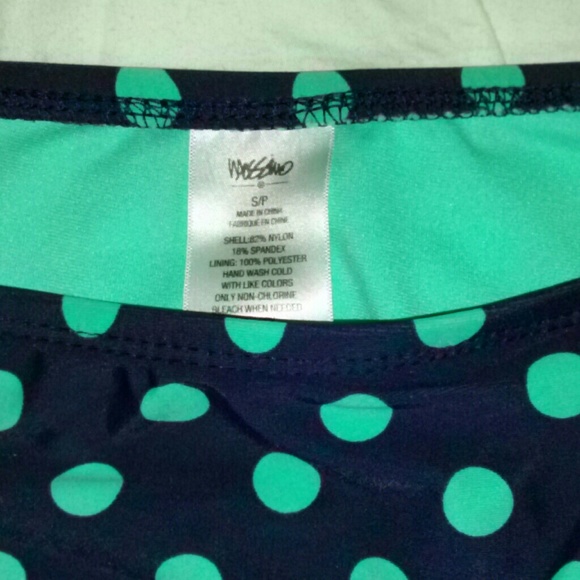 Mossimo
S/P
MADE IN CHINA
FABRIQUÉ EN CHINE
SHELL:82% NYLON
18% SPANDEX
LINING: 100% POLYESTER
HAND WASH COLD
WITH LIKE COLORS
ONLY NON-CHLORINE
BLEACH WHEN NEEDED